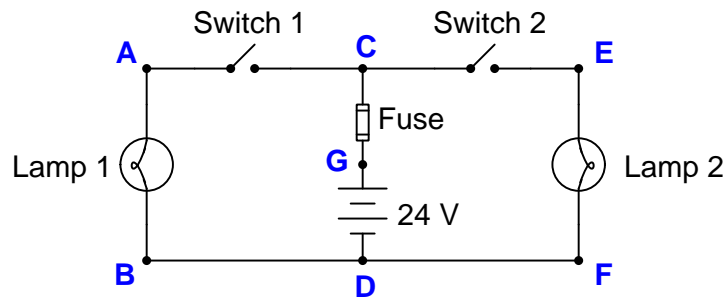 Switch 1
Switch 2
A
C
E
Fuse
G
Lamp 1
Lamp 2
24 V
B
D
F